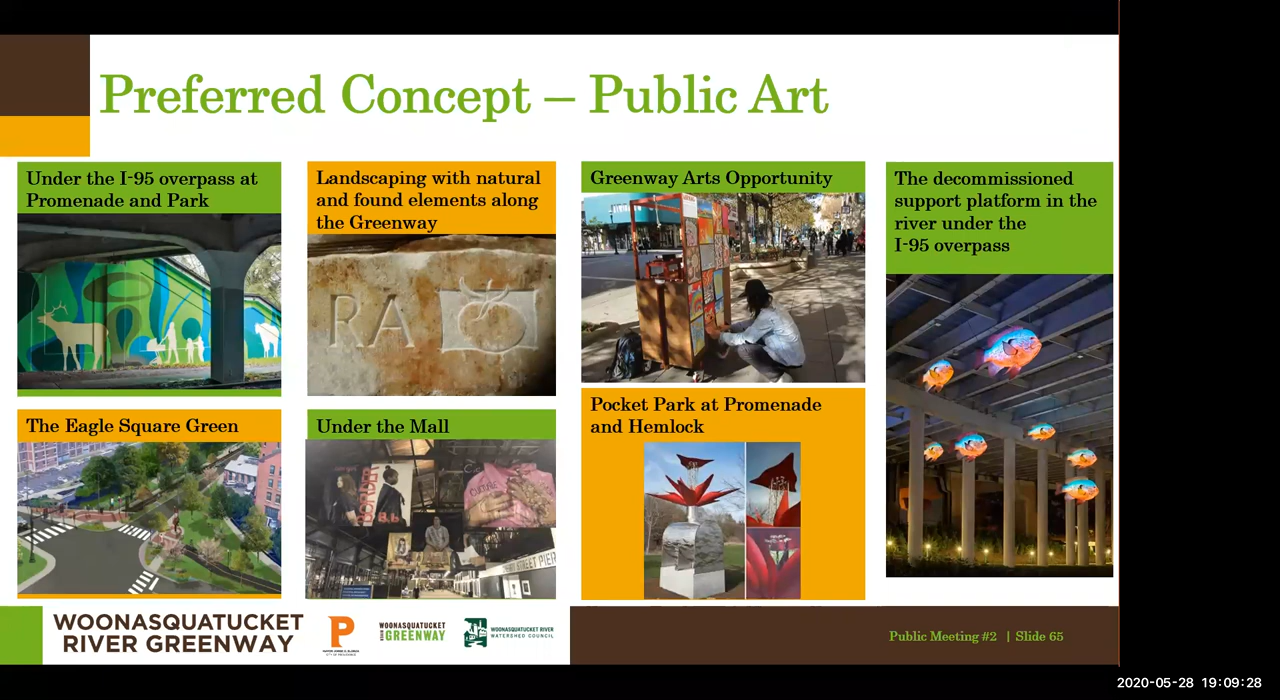 Preferred Concept – Public Art
Under the I-95 overpass at
Promenade and Park
Landscaping with natural
and found elements along
the Greenway
RA
Greenway Arts Opportunity
The decommissioned
support platform in the
river under the
I-95 overpass
The Eagle Square Green
Under the Mall
BORDER
Pocket Park at Promenade
and Hemlock
WOONASQUATUCKET
RIVER GREENWAY
P
WOONASQUATUCKET
RIVER GREENWAY
WOONASQUATUCKET RIVER
WATERSHED COUNCIL
Public Meeting #2 | Slide 65
2020-05-28 19:09:28